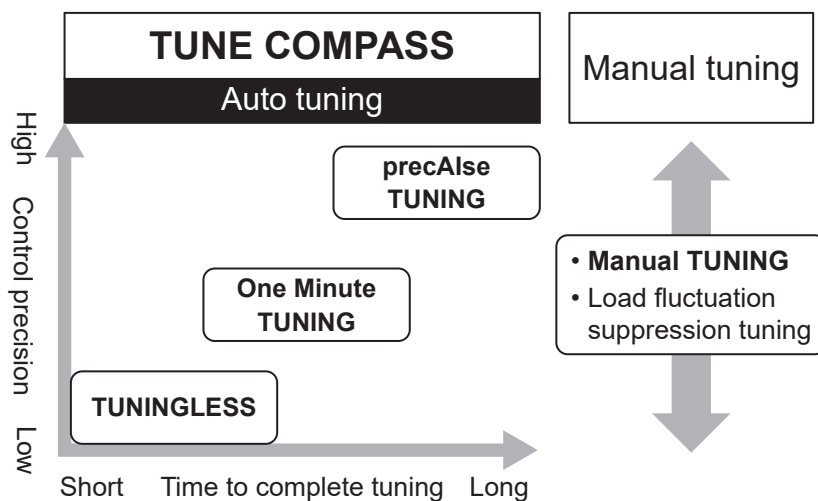 TUNE COMPASS
Auto tuning
Manual tuning
High
Control precision
Low
precAIse
TUNING
One Minute
TUNING
TUNINGLESS
• Manual TUNING
• Load fluctuation
suppression tuning
Short
Time to complete tuning
Long